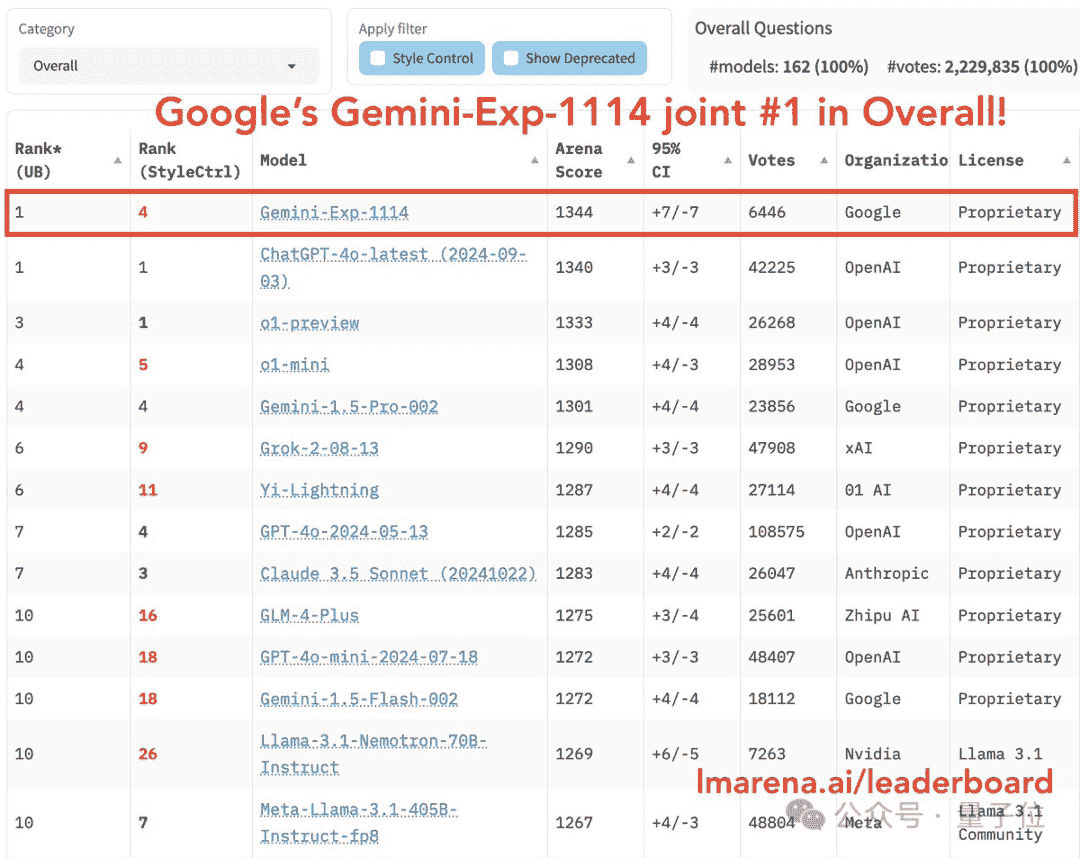 Category
Apply filter
Overall Questions
Overall
Style Control
Show Deprecated
#models: 162 (100%) #votes: 2,229,835 (100%)
Google's Gemini-Exp-1114 joint #1 in Overall!
Rank* (UB) Rank (StyleCtrl) Model Arena Score 95% CI Votes Organizatio License
1 4 Gemini-Exp-1114 1344 +7/-7 6446 Google Proprietary
1 1 ChatGPT-4o-latest (2024-09-03) 1340 +3/-3 42225 OpenAI Proprietary
3 1 o1-preview 1333 +4/-4 26268 OpenAI Proprietary
4 5 o1-mini 1308 +4/-3 28953 OpenAI Proprietary
4 4 Gemini-1.5-Pro-002 1301 +4/-4 23856 Google Proprietary
6 9 Grok-2-08-13 1290 +3/-3 47908 xAI Proprietary
6 11 Yi-Lightning 1287 +4/-4 27114 01 AI Proprietary
7 4 GPT-4o-2024-05-13 1285 +2/-2 108575 OpenAI Proprietary
7 3 Claude 3.5 Sonnet (20241022) 1283 +4/-4 26047 Anthropic Proprietary
10 16 GLM-4-Plus 1275 +3/-4 25601 Zhipu AI Proprietary
10 18 GPT-4o-mini-2024-07-18 1272 +3/-3 48407 OpenAI Proprietary
10 18 Gemini-1.5-Flash-002 1272 +4/-4 18112 Google Proprietary
10 26 Llama-3.1-Nemotron-70B-Instruct 1269 +6/-5 7263 Nvidia Llama 3.1
lmarena.ai/leaderboard
10 7 Meta-Llama-3.1-405B-Instruct-fp8 1267 +4/-3 48804 Meta Llama 3.1 Community
公众号 · 量子位